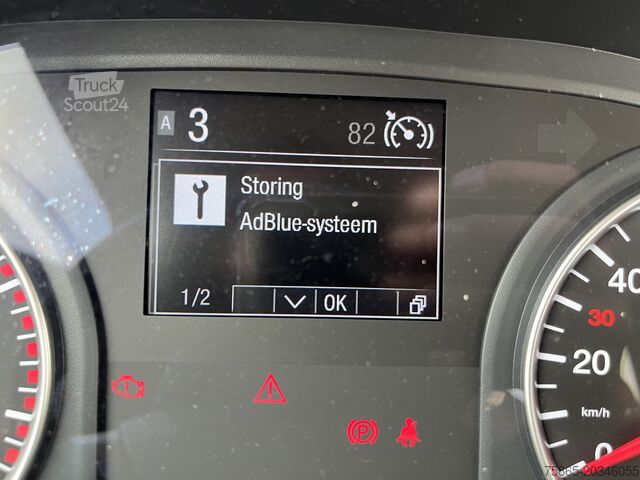 Truck
Scout24
A 3 82
Storing
AdBlue-systeem
1/2 OK
40
30
20
km/h
0
P
75865-20346055